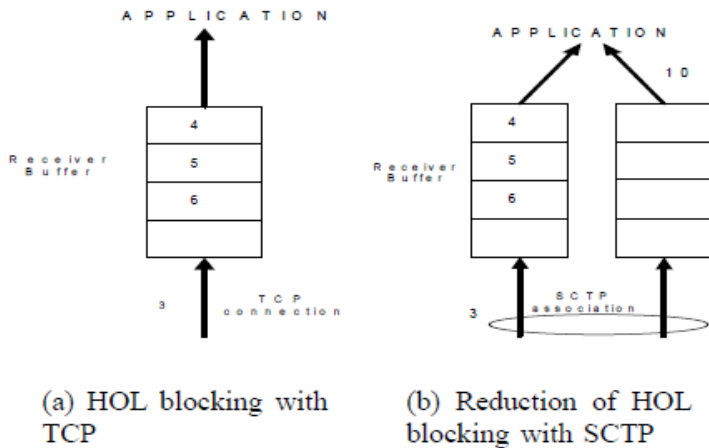 APPLICATION
4
5
6
Receiver
Buffer
3
TCP
connection
(a) HOL blocking with
TCP
APPLICATION
10
4
5
6
Receiver
Buffer
3
SCTP
association
(b) Reduction of HOL
blocking with SCTP